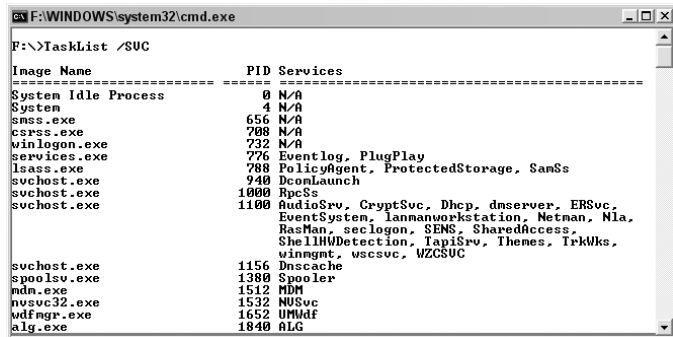 F:\WINDOWS\system32\cmd.exe
F:\>TaskList /SVC
Image Name PID Services
========================= ====== =============================================
System Idle Process 0 N/A
System 4 N/A
smss.exe 656 N/A
csrss.exe 708 N/A
winlogon.exe 732 N/A
services.exe 776 Eventlog, PlugPlay
lsass.exe 788 PolicyAgent, ProtectedStorage, SamSs
svchost.exe 940 DcomLaunch
svchost.exe 1000 RpcSs
svchost.exe 1100 AudioSrv, CryptSvc, Dhcp, dmserver, ERSvc,
EventSystem, lanmanworkstation, Netman, Nla,
RasMan, seclogon, SENS, SharedAccess,
ShellHWDetection, TapiSrv, Themes, TrkWks,
winmgmt, wscsvc, WZCSVC
svchost.exe 1156 Dnscache
spoolsv.exe 1380 Spooler
mdm.exe 1512 MDM
nvsvc32.exe 1532 NVSvc
wdfmgr.exe 1652 UMWdf
alg.exe 1840 ALG